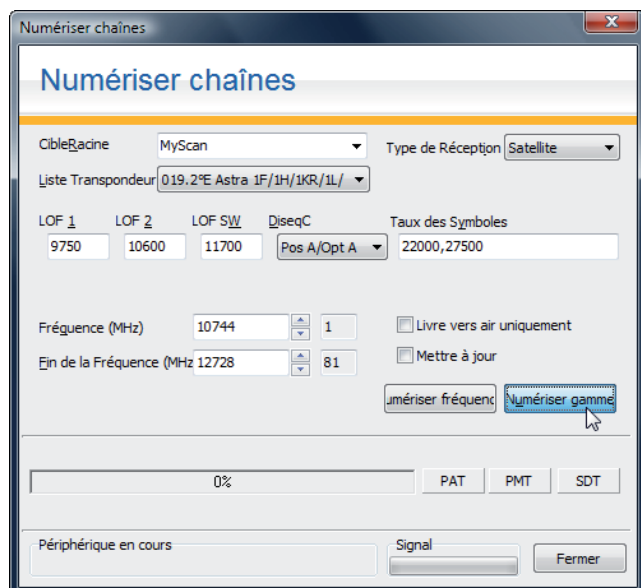 Numériser chaînes
Numériser chaînes
CibleRacine MyScan Type de Réception Satellite
Liste Transpondeur 019.2ºE Astra 1F/1H/1KR/1L/
LOF 1 LOF 2 LOF SW DiseqC Taux des Symboles
9750 10600 11700 Pos A/Opt A 22000,27500
Fréquence (MHz) 10744 1 Livre vers air uniquement
Fin de la Fréquence (MHz 12728 81 Mettre à jour
umériser fréquenc Numériser gamme
0% PAT PMT SDT
Périphérique en cours Signal
Fermer